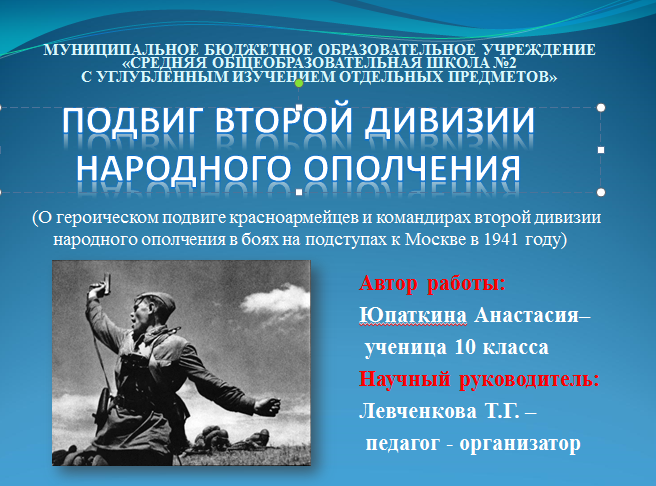 МУНИЦИПАЛЬНОЕ БЮДЖЕТНОЕ ОБРАЗОВАТЕЛЬНОЕ УЧРЕЖДЕНИЕ
«СРЕДНЯЯ ОБЩЕОБРАЗОВАТЕЛЬНАЯ ШКОЛА №2
С УГЛУБЛЕННЫМ ИЗУЧЕНИЕМ ОТДЕЛЬНЫХ ПРЕДМЕТОВ»
ПОДВИГ ВТОРОЙ ДИВИЗИИ
НАРОДНОГО ОПОЛЧЕНИЯ
(О героическом подвиге красноармейцев и командирах второй дивизии
народного ополчения в боях на подступах к Москве в 1941 году)
Автор работы:
Юпаткина Анастасия–
ученица 10 класса
Научный руководитель:
Левченкова Т.Г. –
педагог - организатор